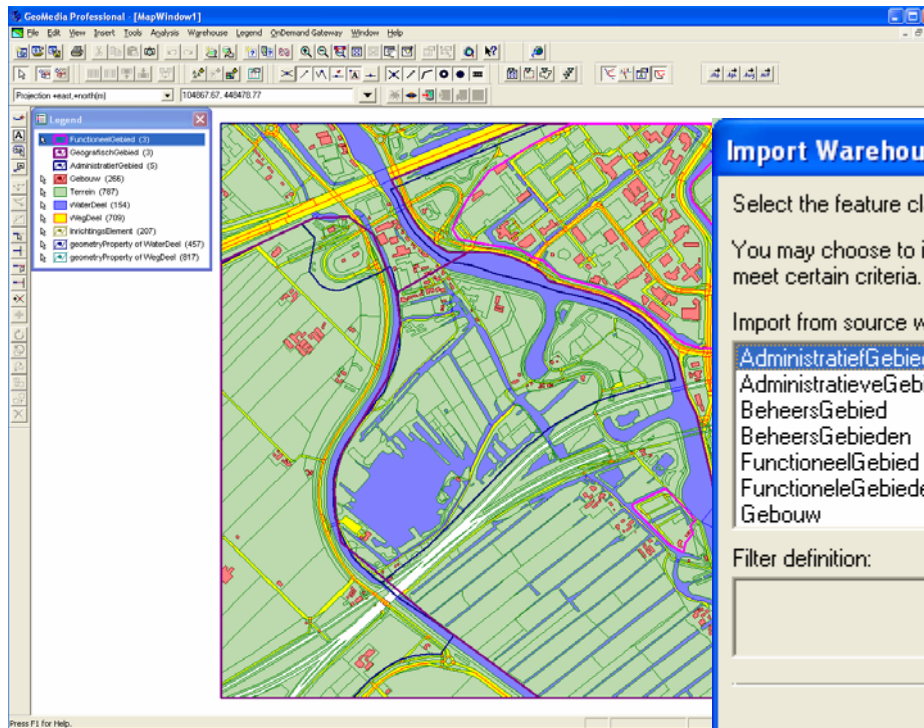 GeoMedia Professional - [MapWindow1]
File Edit View Insert Tools Analysis Warehouse Legend OnDemand Gateway Window Help
Projection +east,+north(m) 104867.67, 448478.77
Legend
FunctioneelGebied (3)
GeografischGebied (3)
AdministratiefGebied (5)
Gebouw (266)
Terrein (787)
WaterDeel (154)
WegDeel (709)
InrichtingsElement (207)
geometryProperty of WaterDeel (457)
geometryProperty of WegDeel (817)
Press F1 for Help.
Import Warehou
Select the feature cl
You may choose to i
meet certain criteria.
Import from source w
AdministratiefGebied
AdministratieveGebi
BeheersGebied
BeheersGebieden
FunctioneelGebied
FunctioneleGebiede
Gebouw
Filter definition: